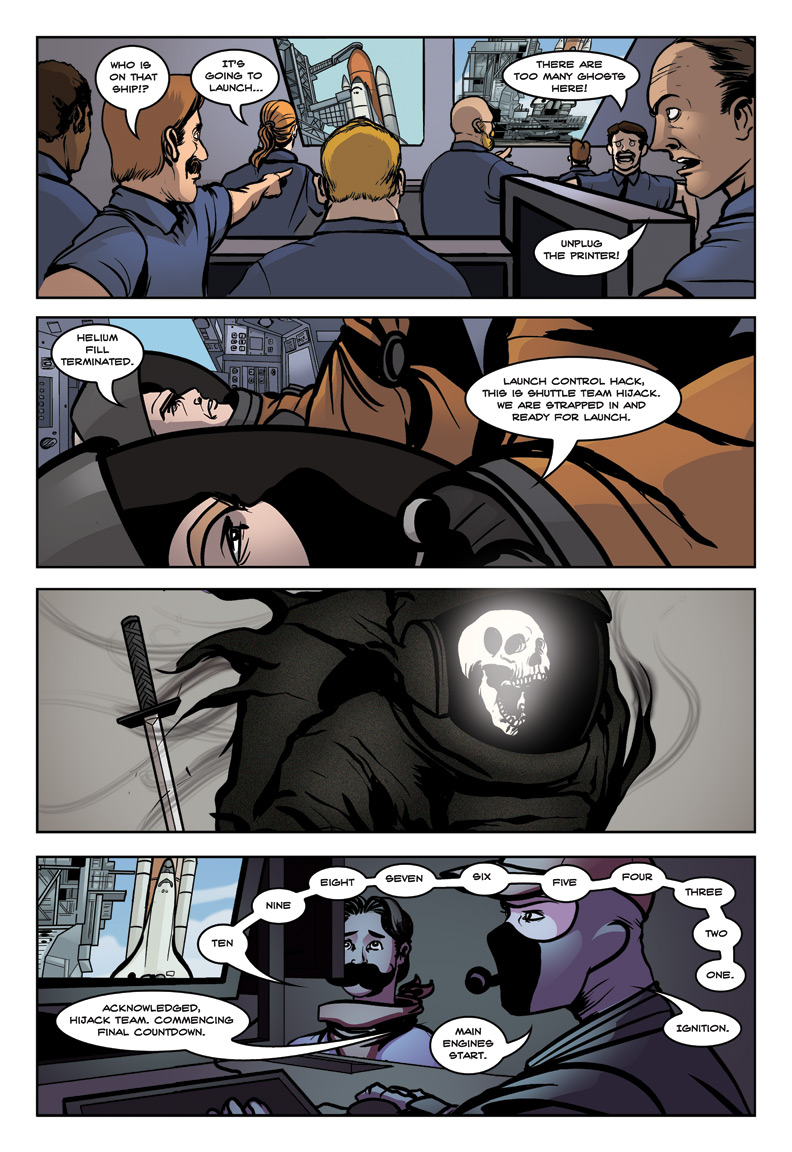 WHO IS
ON THAT
SHIP!?
IT'S
GOING TO
LAUNCH...
THERE ARE
TOO MANY GHOSTS
HERE!
UNPLUG
THE PRINTER!
HELIUM
FILL
TERMINATED.
LAUNCH CONTROL HACK,
THIS IS SHUTTLE TEAM HIJACK.
WE ARE STRAPPED IN AND
READY FOR LAUNCH.
ACKNOWLEDGED,
HIJACK TEAM. COMMENCING
FINAL COUNTDOWN.
TEN
NINE
EIGHT
SEVEN
SIX
FIVE
FOUR
THREE
TWO
ONE.
MAIN
ENGINES
START.
IGNITION.